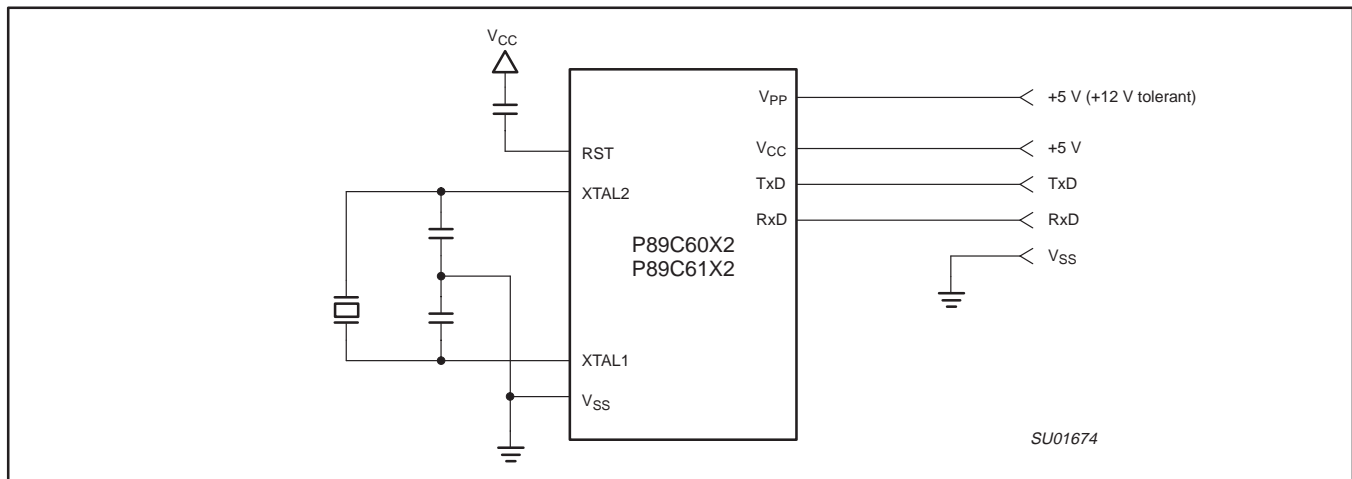 VCC
VPP
+5 V (+12 V tolerant)
RST
VCC
+5 V
XTAL2
TxD
TxD
RxD
RxD
P89C60X2
P89C61X2
VSS
XTAL1
VSS
SU01674